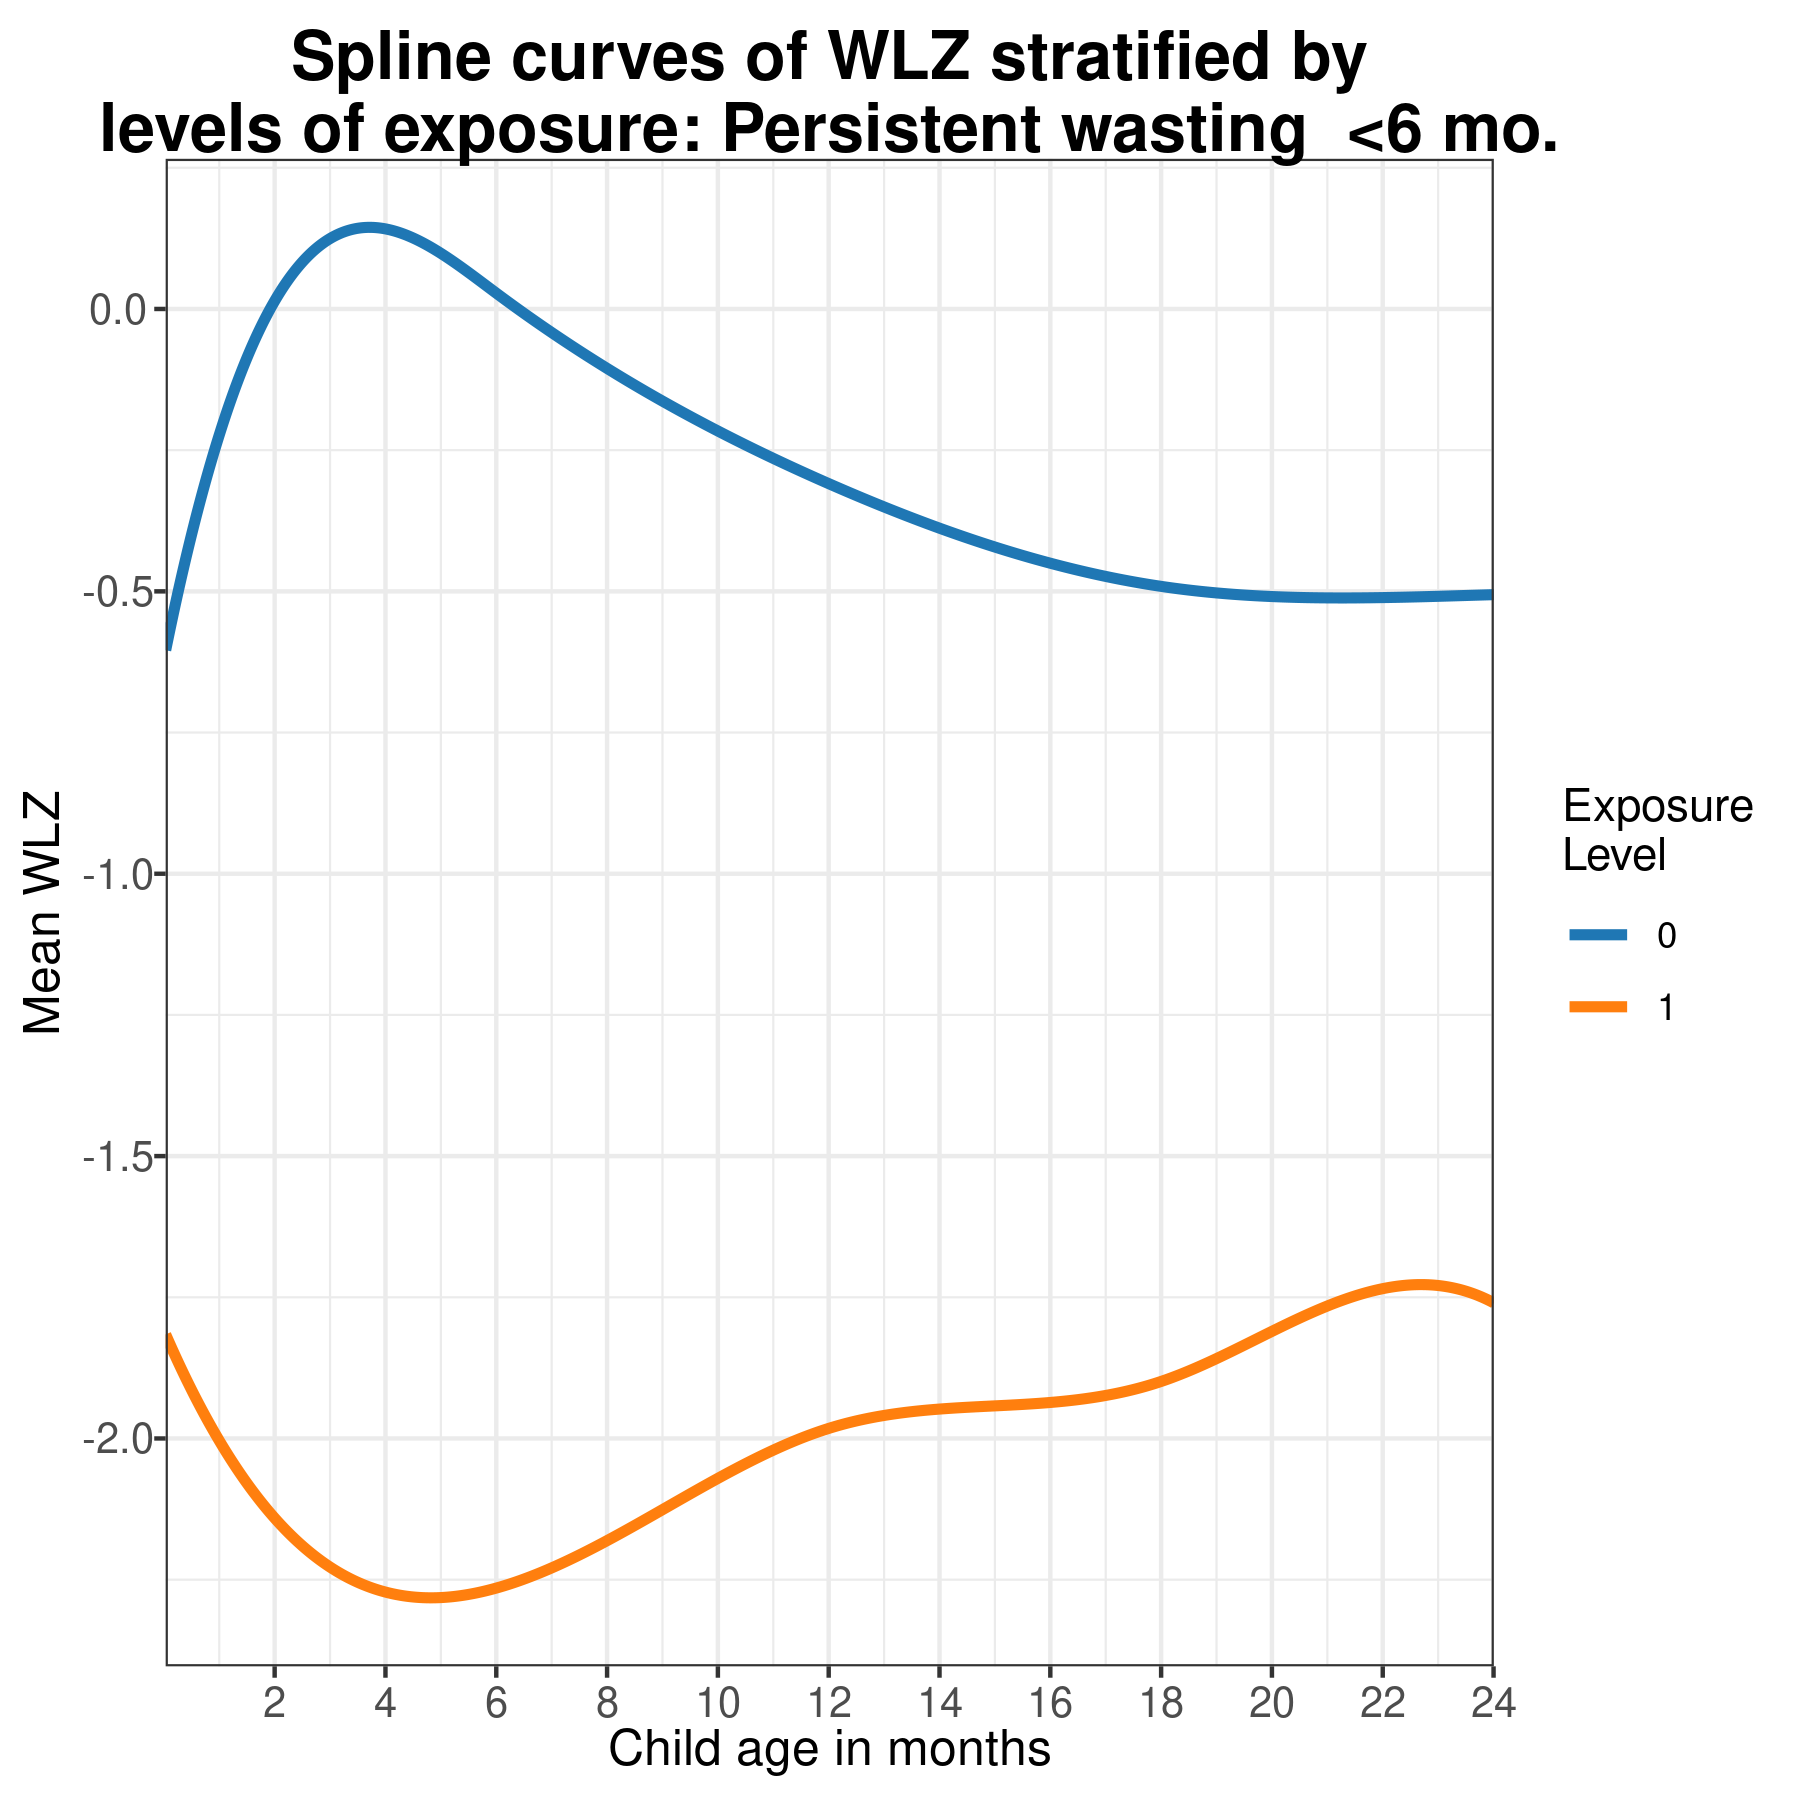 Spline curves of WLZ stratified by
levels of exposure: Persistent wasting  <6 mo.
Mean WLZ
0.0
-0.5
-1.0
-1.5
-2.0
2 4 6 8 10 12 14 16 18 20 22 24
Child age in months
Exposure
Level
0
1